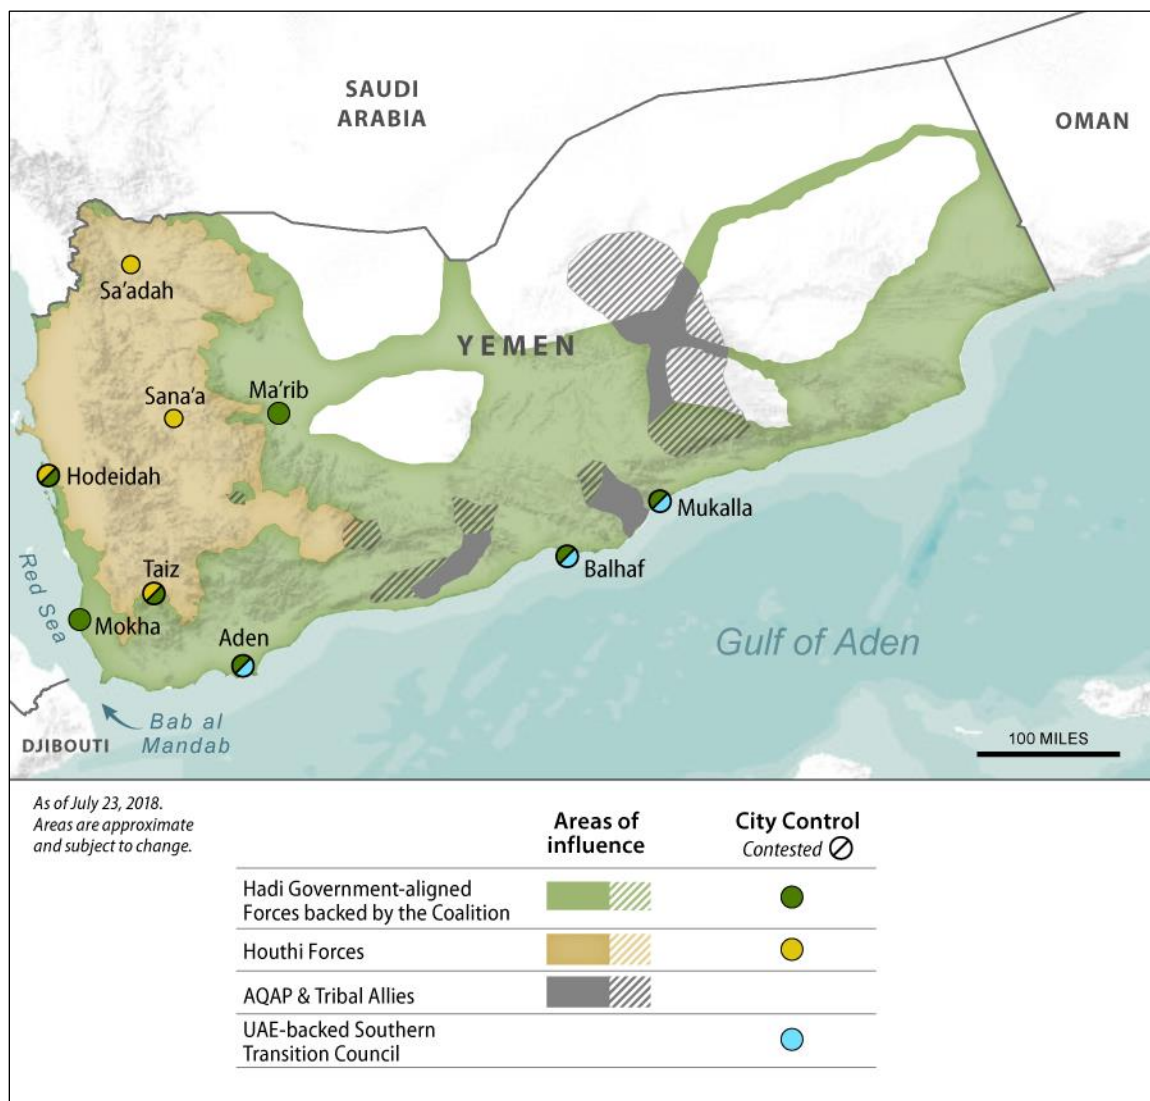 SAUDI
ARABIA
OMAN
Sa'adah
YEMEN
Sana'a
Ma'rib
Hodeidah
Mukalla
Balhaf
Taiz
Red Sea
Mokha
Aden
Gulf of Aden
Bab al
Mandab
DJIBOUTI
100 MILES
As of July 23, 2018.
Areas are approximate
and subject to change.
Areas of
influence
City Control
Contested
Hadi Government-aligned
Forces backed by the Coalition
Houthi Forces
AQAP & Tribal Allies
UAE-backed Southern
Transition Council